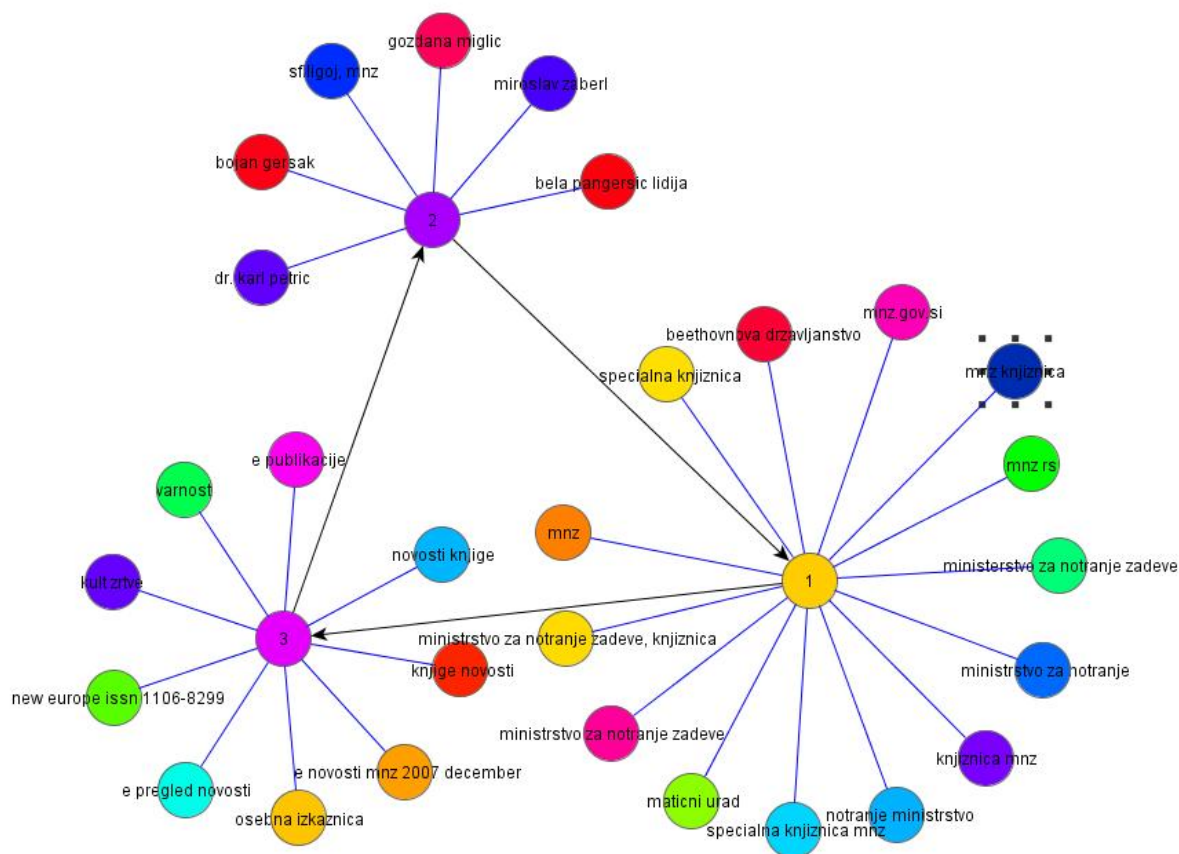 gozdana miglic
sfiligoj, mnz
miroslav zaberl
bojan gersak
bela pangersic lidija
2
dr. karl petric
mnz.gov.si
beethovnova drzavljanstvo
mnz knjiznica
specialna knjiznica
e publikacije
mnz rs
varnost
mnz
novosti knjige
ministerstvo za notranje zadeve
kult zrtve
1
3
ministrstvo za notranje zadeve, knjiznica
knjige novosti
ministrstvo za notranje
new europe issn 1106-8299
ministrstvo za notranje zadeve
knjiznica mnz
e novosti mnz 2007 december
e pregled novosti
maticni urad
notranje ministrstvo
osebna izkaznica
specialna knjiznica mnz